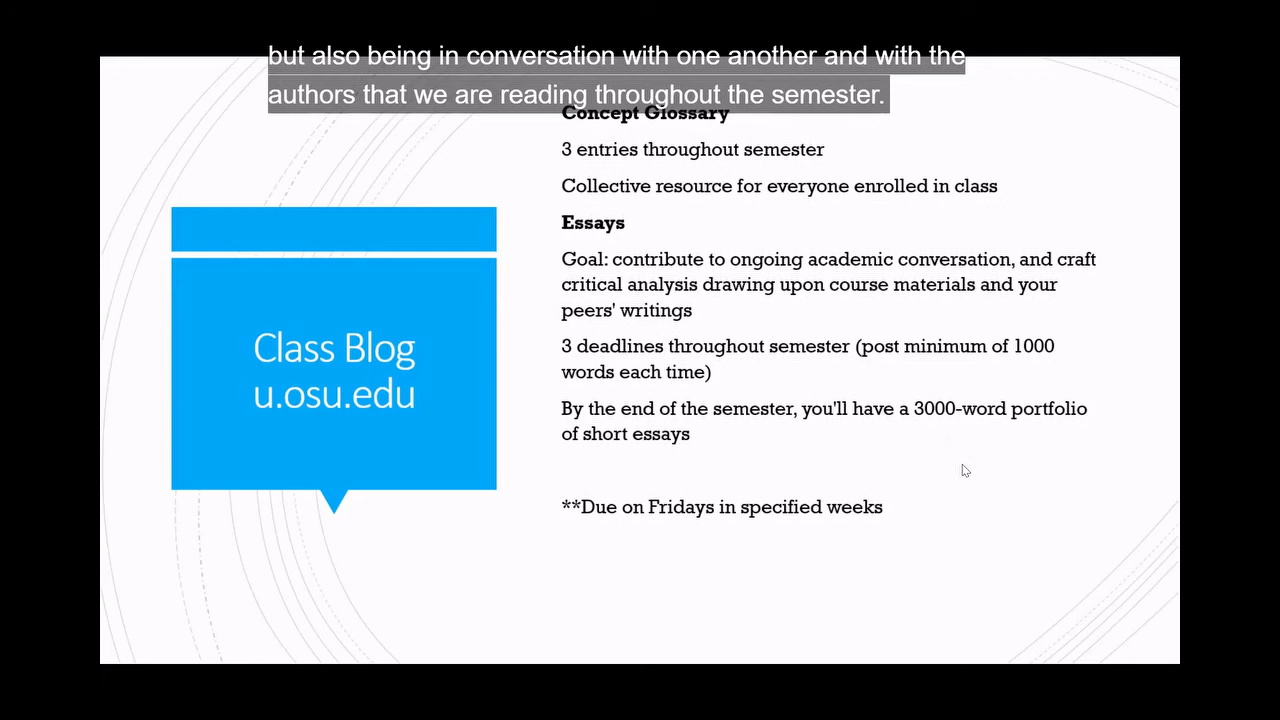 but also being in conversation with one another and with the
authors that we are reading throughout the semester.
Concept Glossary
3 entries throughout semester
Collective resource for everyone enrolled in class
Essays
Goal: contribute to ongoing academic conversation, and craft
critical analysis drawing upon course materials and your
peers' writings
3 deadlines throughout semester (post minimum of 1000
words each time)
By the end of the semester, you'll have a 3000-word portfolio
of short essays
**Due on Fridays in specified weeks
Class Blog
u.osu.edu